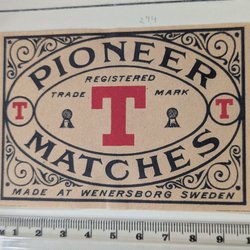 274
PIONEER
REGISTERED
TRADE MARK
T T T
MATCHES
MADE AT WENERSBORG SWEDEN
1 2 3 4 5 6 7 8 9